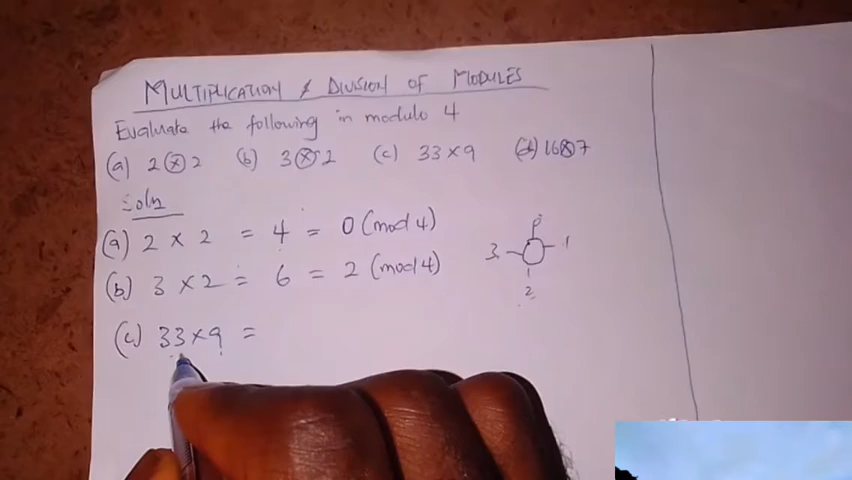 MULTIPLICATION & DIVISION OF MODULES
Evaluate the following in modulo 4
(a) 2 ⊗ 2 (b) 3 ⊗ 2 (c) 33 × 9 (d) 16 ⊗ 7
Soln
(a) 2 × 2 = 4 = 0 (mod 4)
(b) 3 × 2 = 6 = 2 (mod 4)
(c) 33 × 9 =
0
3 1
2